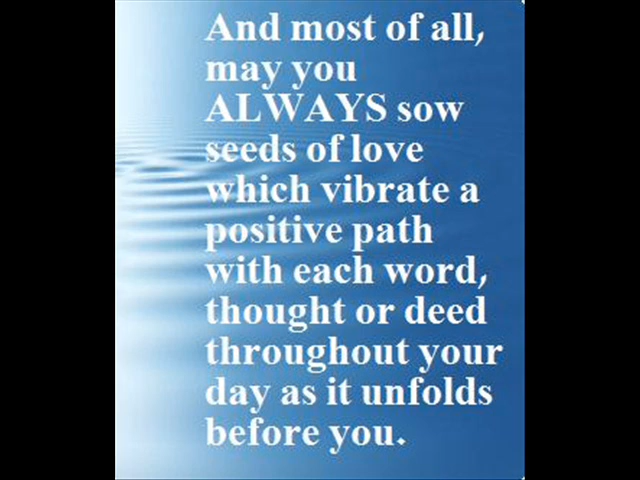 And most of all,
may you
ALWAYS sow
seeds of love
which vibrate a
positive path
with each word,
thought or deed
throughout your
day as it unfolds
before you.